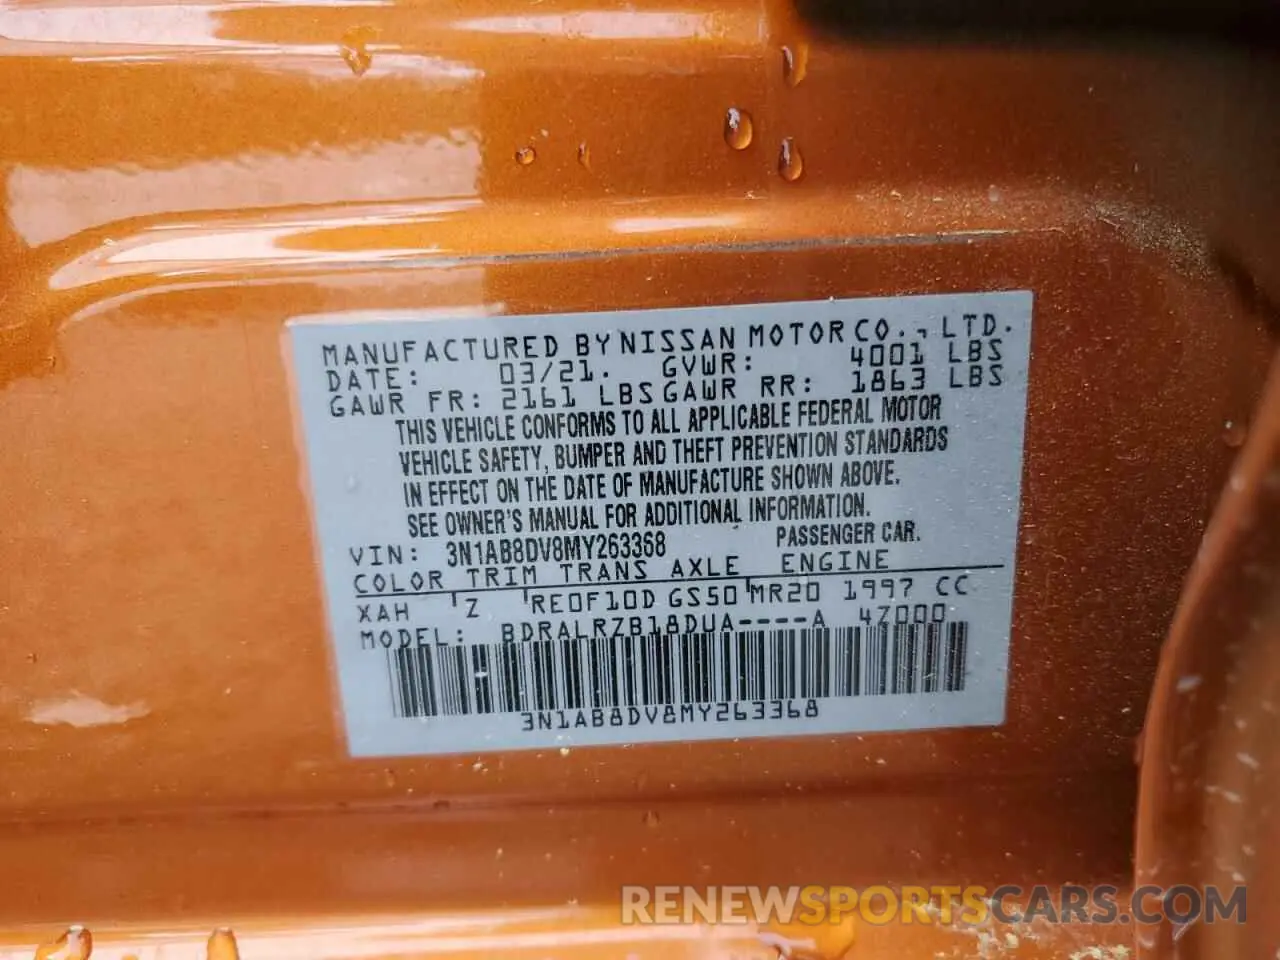 MANUFACTURED BY NISSAN MOTOR CO., LTD.
DATE: 03/21. GVWR: 4001 LBS
GAWR FR: 2161 LBS GAWR RR: 1863 LBS
THIS VEHICLE CONFORMS TO ALL APPLICABLE FEDERAL MOTOR
VEHICLE SAFETY, BUMPER AND THEFT PREVENTION STANDARDS
IN EFFECT ON THE DATE OF MANUFACTURE SHOWN ABOVE.
SEE OWNER'S MANUAL FOR ADDITIONAL INFORMATION.
VIN: 3N1AB8DV8MY263368 PASSENGER CAR.
COLOR TRIM TRANS AXLE ENGINE
XAH ' Z ' RE0F10D GS50 ' MR20 1997 CC
MODEL: BDRALRZB18DUA----A 4Z000
3N1AB8DV8MY263368
RENEWSPORTSCARS.COM